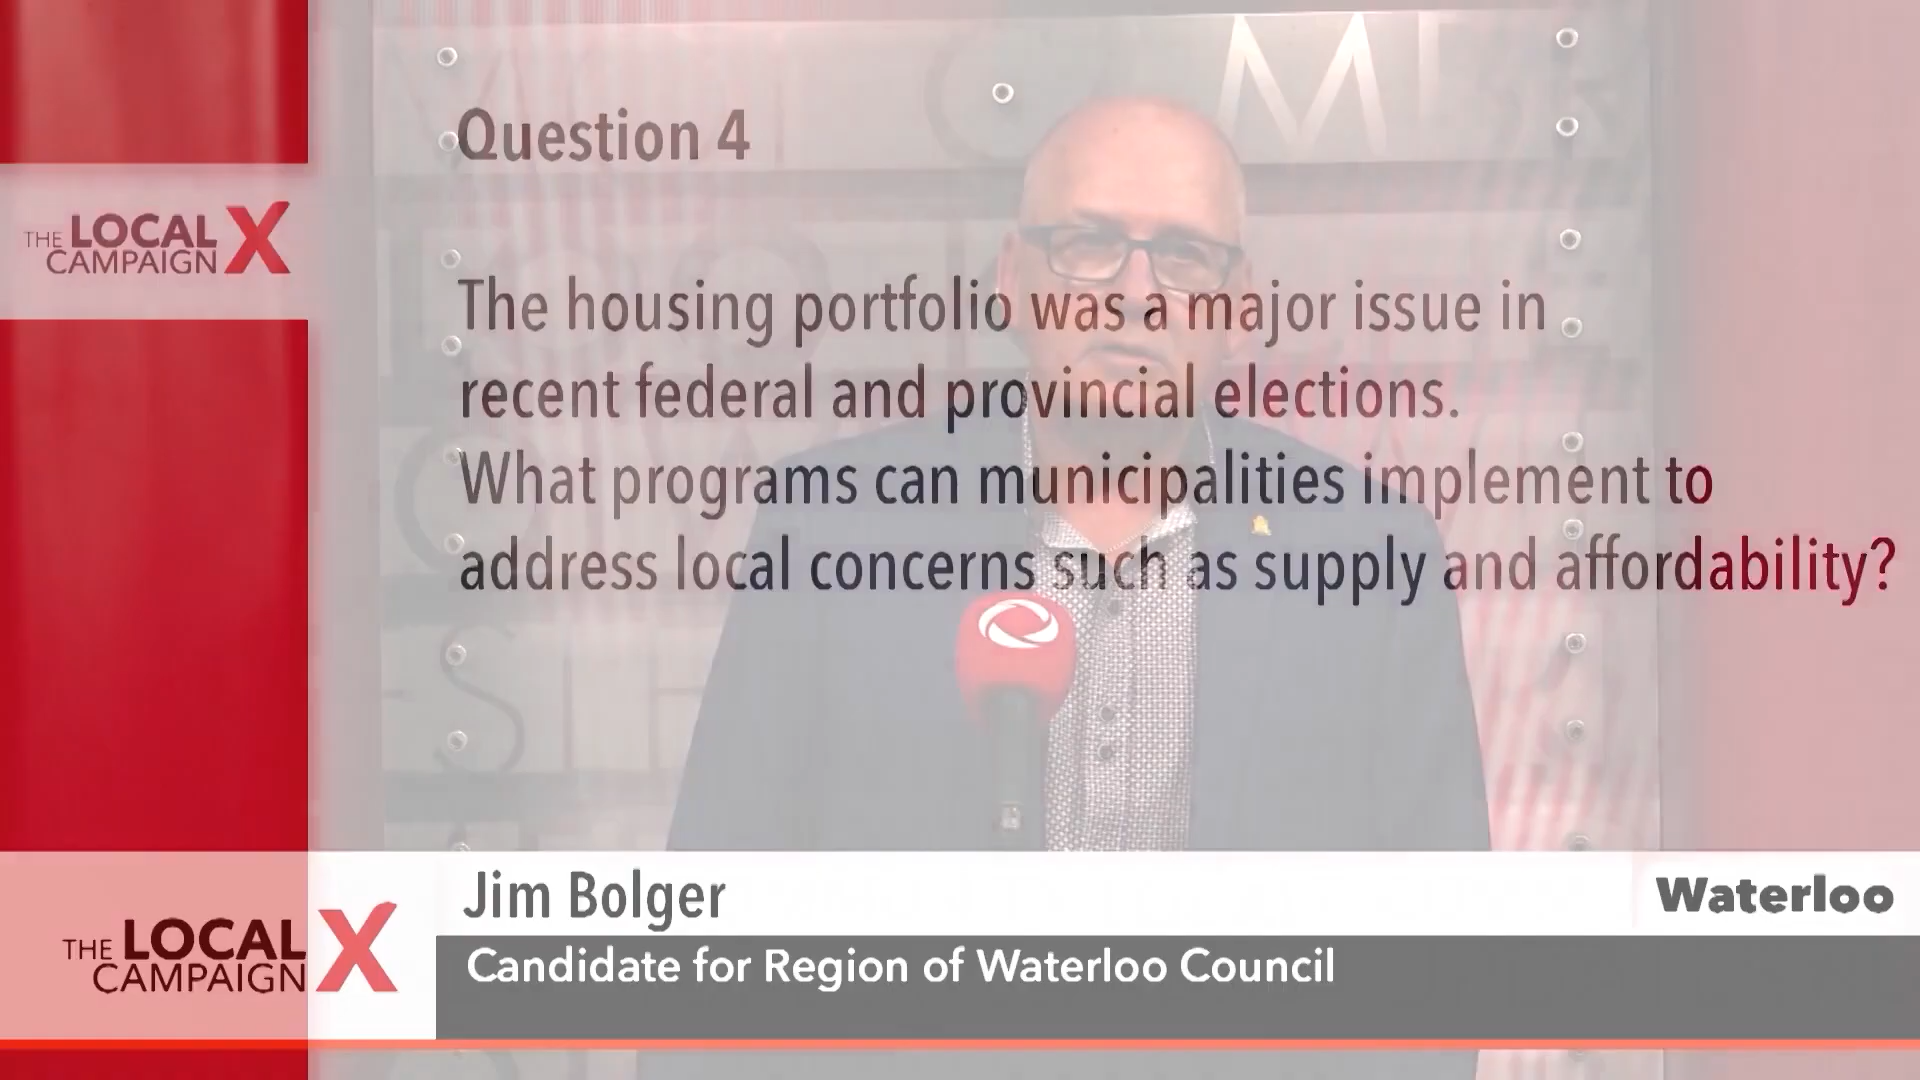 Question 4
THE LOCAL X
CAMPAIGN
The housing portfolio was a major issue in
recent federal and provincial elections.
What programs can municipalities implement to
address local concerns such as supply and affordability?
Jim Bolger
Waterloo
THE LOCAL X
CAMPAIGN
Candidate for Region of Waterloo Council